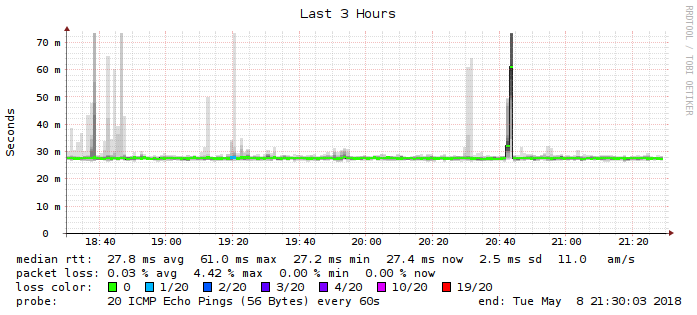 Last 3 Hours
RRDTOOL / TOBI OETIKER
Seconds
70 m
60 m
50 m
40 m
30 m
20 m
10 m
0
18:40 19:00 19:20 19:40 20:00 20:20 20:40 21:00 21:20
median rtt: 27.8 ms avg 61.0 ms max 27.2 ms min 27.4 ms now 2.5 ms sd 11.0 am/s
packet loss: 0.03 % avg 4.42 % max 0.00 % min 0.00 % now
loss color: 0 1/20 2/20 3/20 4/20 10/20 19/20
probe: 20 ICMP Echo Pings (56 Bytes) every 60s end: Tue May 8 21:30:03 2018